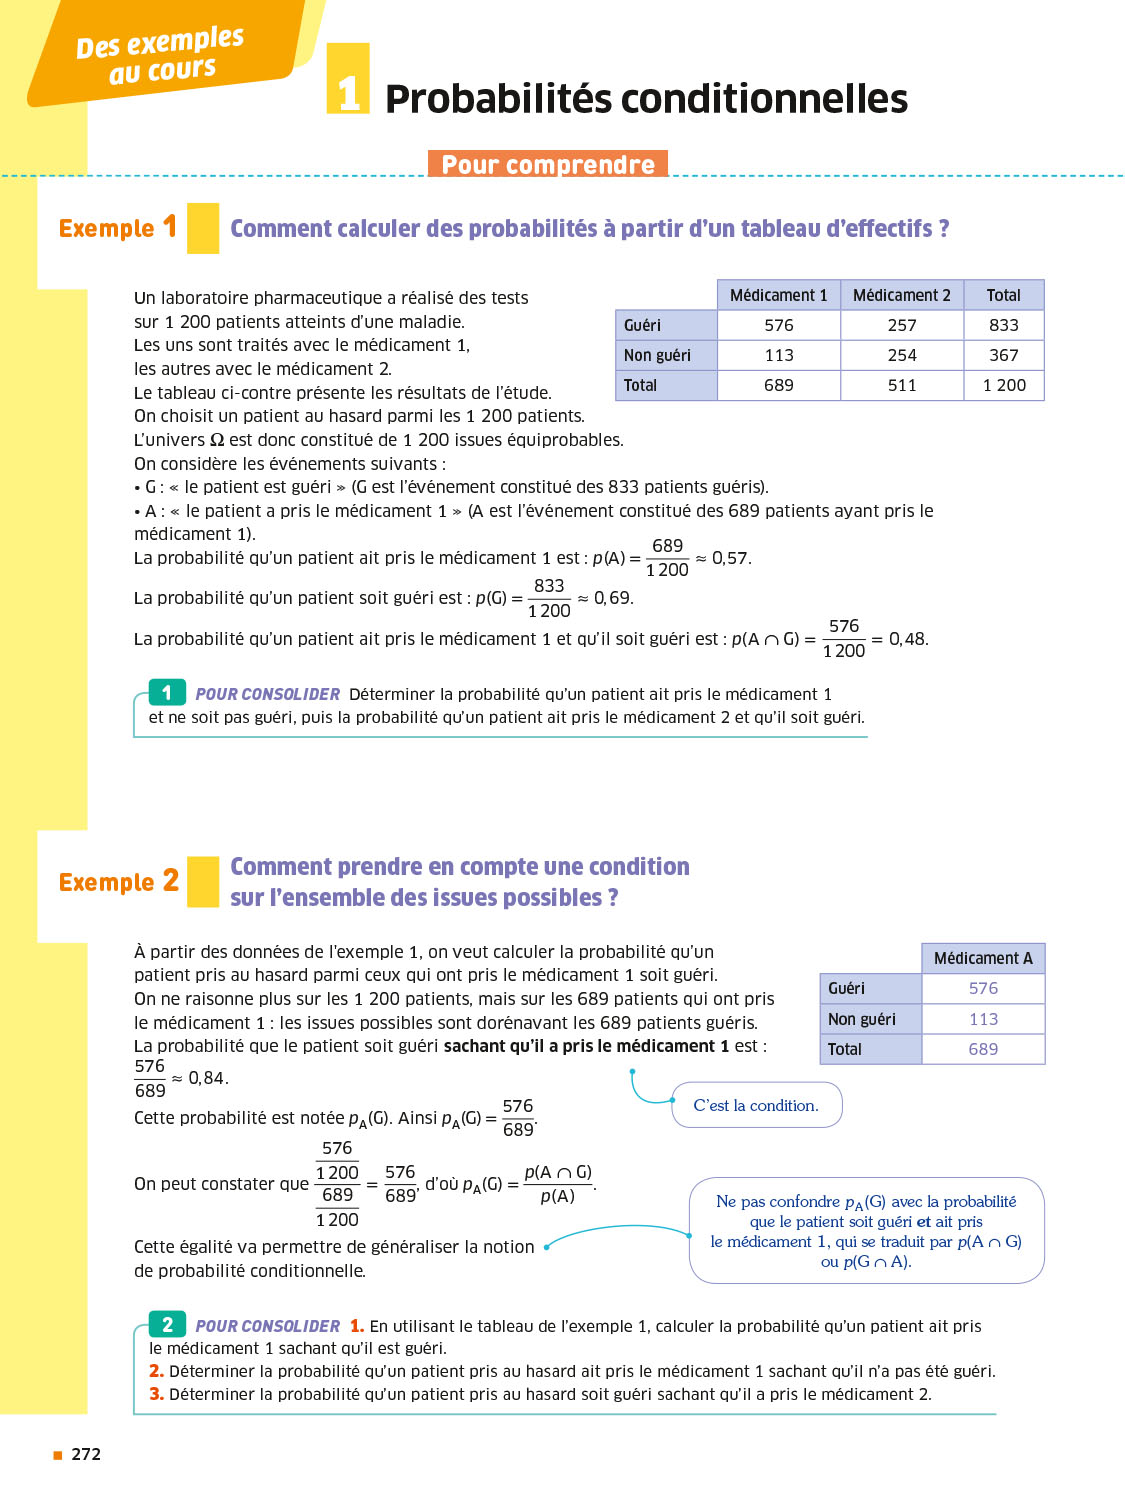 Des exemples
au cours
1 Probabilités conditionnelles
Pour comprendre
Exemple 1 Comment calculer des probabilités à partir d'un tableau d'effectifs ?
Un laboratoire pharmaceutique a réalisé des tests
sur 1 200 patients atteints d'une maladie.
Les uns sont traités avec le médicament 1,
les autres avec le médicament 2.
Le tableau ci-contre présente les résultats de l'étude.
On choisit un patient au hasard parmi les 1 200 patients.
L'univers Ω est donc constitué de 1 200 issues équiprobables.
On considère les événements suivants :
Médicament 1 Médicament 2 Total
Guéri 576 257 833
Non guéri 113 254 367
Total 689 511 1 200
• G : « le patient est guéri » (G est l'événement constitué des 833 patients guéris).
• A : « le patient a pris le médicament 1 » (A est l'événement constitué des 689 patients ayant pris le
médicament 1).
La probabilité qu'un patient ait pris le médicament 1 est : p(A) = 689/1 200 ≈ 0,57.
La probabilité qu'un patient soit guéri est : p(G) = 833/1 200 ≈ 0,69.
La probabilité qu'un patient ait pris le médicament 1 et qu'il soit guéri est : p(A ∩ G) = 576/1 200 = 0,48.
1 POUR CONSOLIDER Déterminer la probabilité qu'un patient ait pris le médicament 1
et ne soit pas guéri, puis la probabilité qu'un patient ait pris le médicament 2 et qu'il soit guéri.
Exemple 2 Comment prendre en compte une condition
sur l'ensemble des issues possibles ?
À partir des données de l'exemple 1, on veut calculer la probabilité qu'un
patient pris au hasard parmi ceux qui ont pris le médicament 1 soit guéri.
On ne raisonne plus sur les 1 200 patients, mais sur les 689 patients qui ont pris
le médicament 1 : les issues possibles sont dorénavant les 689 patients guéris.
La probabilité que le patient soit guéri sachant qu'il a pris le médicament 1 est :
576/689 ≈ 0,84.
Médicament A
Guéri 576
Non guéri 113
Total 689
C'est la condition.
Cette probabilité est notée pA(G). Ainsi pA(G) = 576/689.
On peut constater que (576/1 200)/(689/1 200) = 576/689, d'où pA(G) = p(A ∩ G)/p(A).
Cette égalité va permettre de généraliser la notion
de probabilité conditionnelle.
Ne pas confondre pA(G) avec la probabilité
que le patient soit guéri et ait pris
le médicament 1, qui se traduit par p(A ∩ G)
ou p(G ∩ A).
2 POUR CONSOLIDER 1. En utilisant le tableau de l'exemple 1, calculer la probabilité qu'un patient ait pris
le médicament 1 sachant qu'il est guéri.
2. Déterminer la probabilité qu'un patient pris au hasard ait pris le médicament 1 sachant qu'il n'a pas été guéri.
3. Déterminer la probabilité qu'un patient pris au hasard soit guéri sachant qu'il a pris le médicament 2.
272